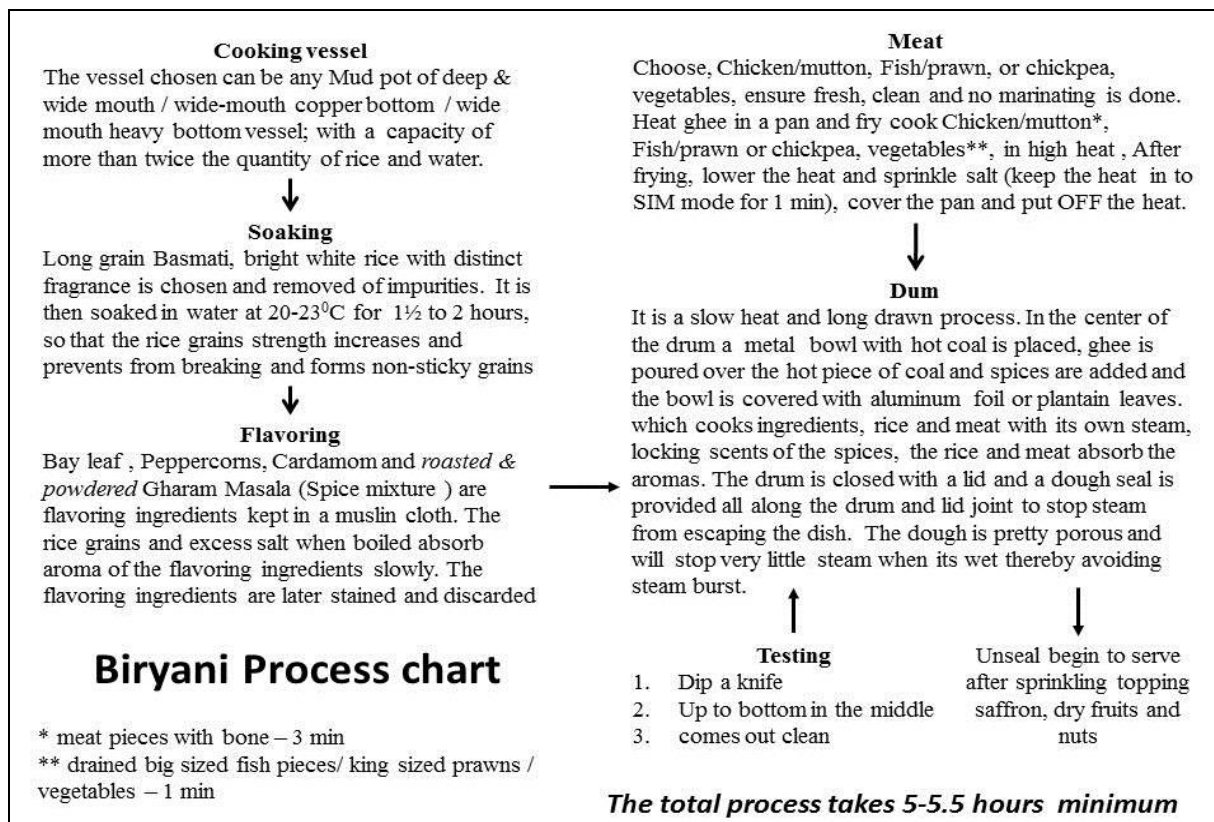 Cooking vessel
The vessel chosen can be any Mud pot of deep &
wide mouth / wide-mouth copper bottom / wide
mouth heavy bottom vessel; with a capacity of
more than twice the quantity of rice and water.
Soaking
Long grain Basmati, bright white rice with distinct
fragrance is chosen and removed of impurities. It is
then soaked in water at 20-23⁰C for 1½ to 2 hours,
so that the rice grains strength increases and
prevents from breaking and forms non-sticky grains
Flavoring
Bay leaf , Peppercorns, Cardamom and roasted &
powdered Gharam Masala (Spice mixture ) are
flavoring ingredients kept in a muslin cloth. The
rice grains and excess salt when boiled absorb
aroma of the flavoring ingredients slowly. The
flavoring ingredients are later stained and discarded
Biryani Process chart
* meat pieces with bone – 3 min
** drained big sized fish pieces/ king sized prawns /
vegetables – 1 min
Meat
Choose, Chicken/mutton, Fish/prawn, or chickpea,
vegetables, ensure fresh, clean and no marinating is done.
Heat ghee in a pan and fry cook Chicken/mutton*,
Fish/prawn or chickpea, vegetables**, in high heat , After
frying, lower the heat and sprinkle salt (keep the heat in to
SIM mode for 1 min), cover the pan and put OFF the heat.
Dum
It is a slow heat and long drawn process. In the center of
the drum a metal bowl with hot coal is placed, ghee is
poured over the hot piece of coal and spices are added and
the bowl is covered with aluminum foil or plantain leaves.
which cooks ingredients, rice and meat with its own steam,
locking scents of the spices, the rice and meat absorb the
aromas. The drum is closed with a lid and a dough seal is
provided all along the drum and lid joint to stop steam
from escaping the dish. The dough is pretty porous and
will stop very little steam when its wet thereby avoiding
steam burst.
Testing
1. Dip a knife
2. Up to bottom in the middle
3. comes out clean
Unseal begin to serve
after sprinkling topping
saffron, dry fruits and
nuts
The total process takes 5-5.5 hours minimum